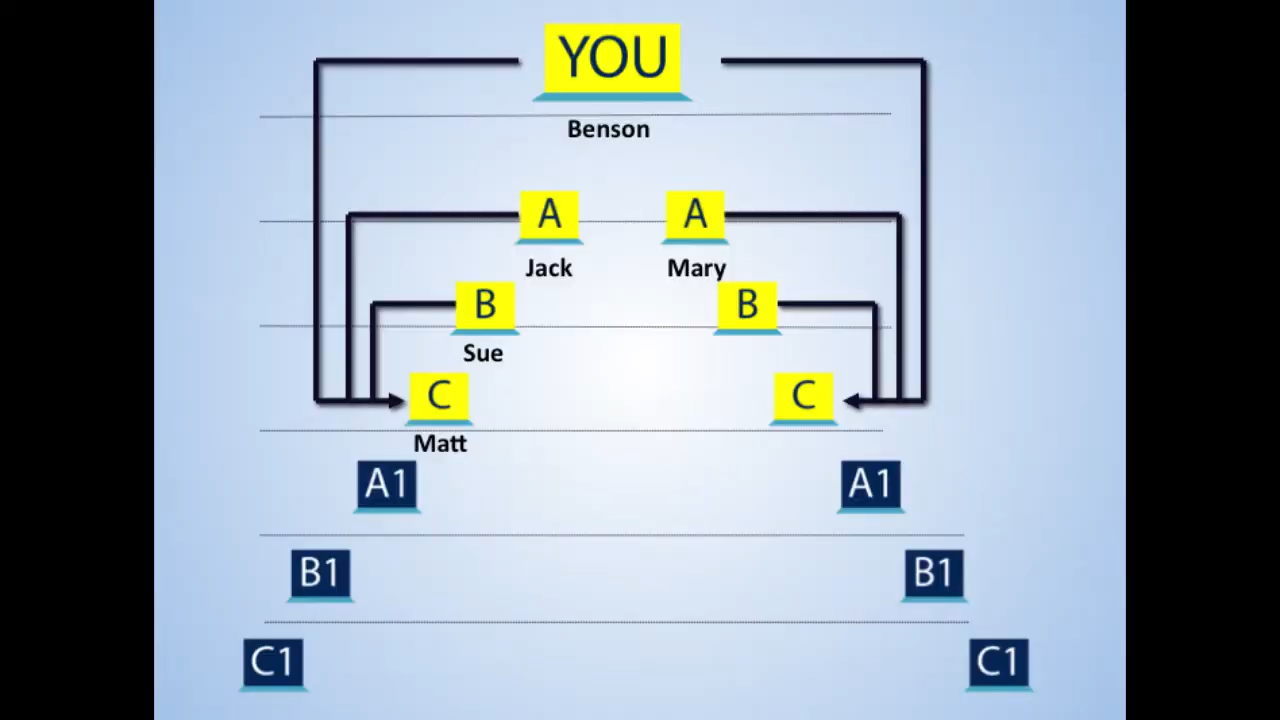 YOU
Benson
A A
Jack Mary
B B
Sue
C C
Matt
A1 A1
B1 B1
C1 C1